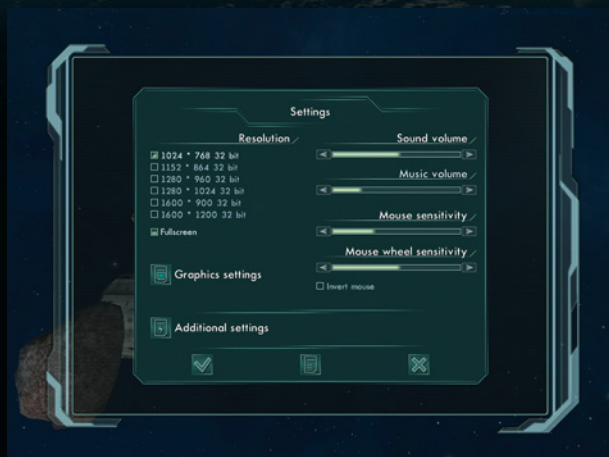 Settings
Resolution
1024 * 768 32 bit
1152 * 864 32 bit
1280 * 960 32 bit
1280 * 1024 32 bit
1600 * 900 32 bit
1600 * 1200 32 bit
Fullscreen
Graphics settings
Additional settings
Sound volume
Music volume
Mouse sensitivity
Mouse wheel sensitivity
Invert mouse